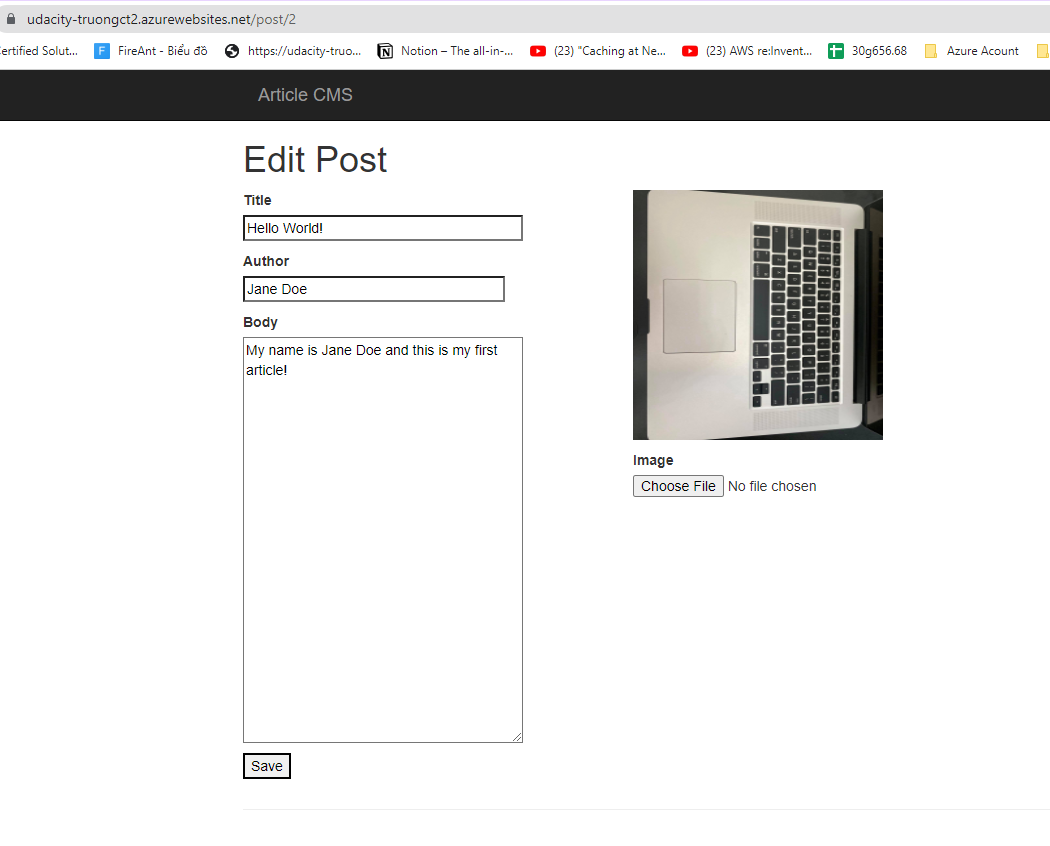 udacity-truongct2.azurewebsites.net/post/2
ertified Solut... FireAnt - Biểu đồ https://udacity-truo... Notion – The all-in-... (23) "Caching at Ne... (23) AWS re:Invent... 30g656.68 Azure Acount
Article CMS
Edit Post
Title
Hello World!
Author
Jane Doe
Body
My name is Jane Doe and this is my first
article!
Image
Choose File No file chosen
Save